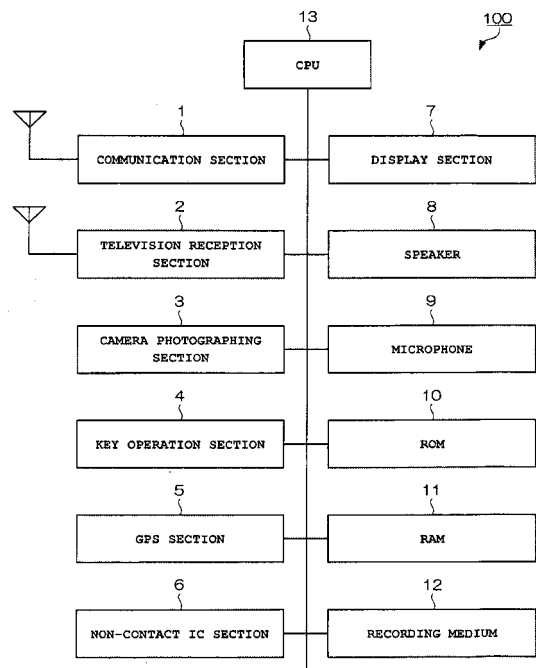 13
100
CPU
1
7
COMMUNICATION SECTION
DISPLAY SECTION
2
8
TELEVISION RECEPTION
SECTION
SPEAKER
3
9
CAMERA PHOTOGRAPHING
SECTION
MICROPHONE
4
10
KEY OPERATION SECTION
ROM
5
11
GPS SECTION
RAM
6
12
NON-CONTACT IC SECTION
RECORDING MEDIUM